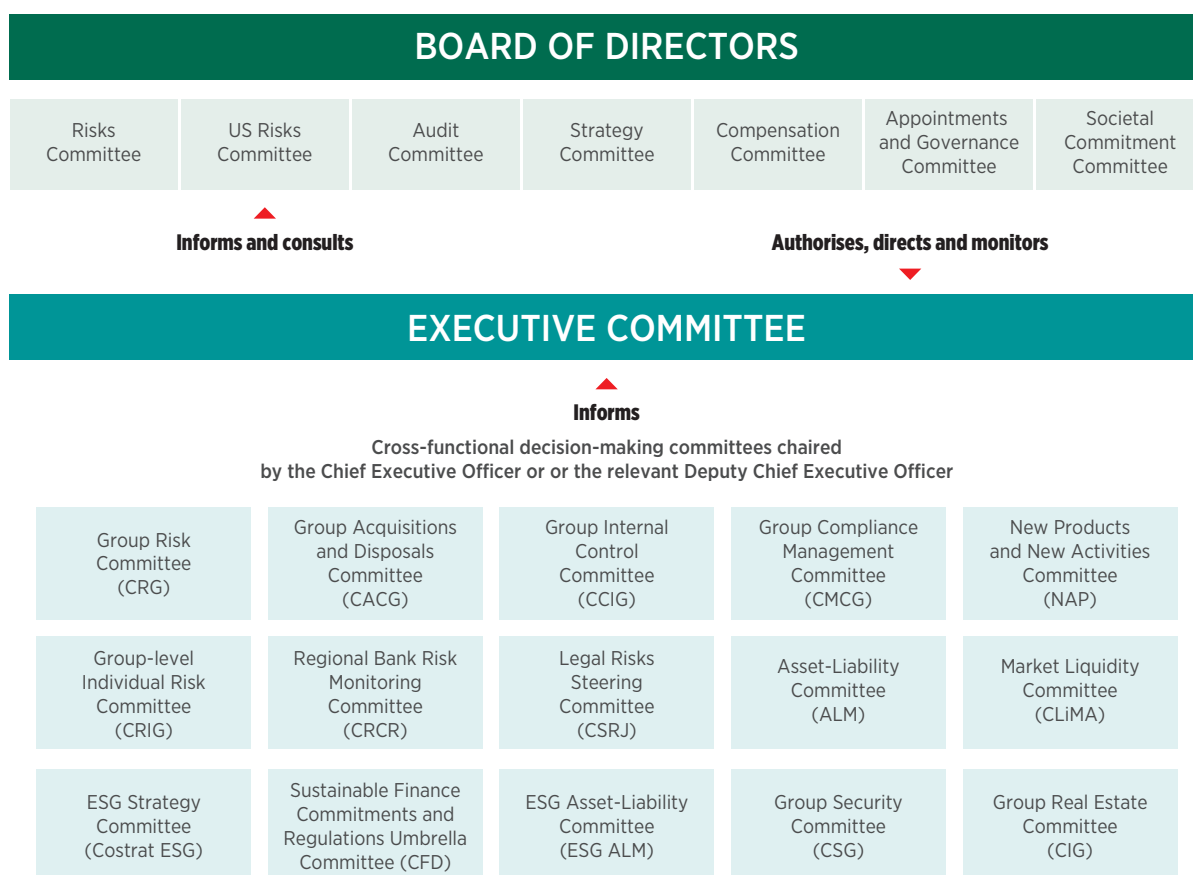 BOARD OF DIRECTORS
Risks
Committee
US Risks
Committee
Audit
Committee
Strategy
Committee
Compensation
Committee
Appointments
and Governance
Committee
Societal
Commitment
Committee
Informs and consults
Authorises, directs and monitors
EXECUTIVE COMMITTEE
Informs
Cross-functional decision-making committees chaired
by the Chief Executive Officer or or the relevant Deputy Chief Executive Officer
Group Risk
Committee
(CRG)
Group Acquisitions
and Disposals
Committee
(CACG)
Group Internal
Control
Committee
(CCIG)
Group Compliance
Management
Committee
(CMCG)
New Products
and New Activities
Committee
(NAP)
Group-level
Individual Risk
Committee
(CRIG)
Regional Bank Risk
Monitoring
Committee
(CRCR)
Legal Risks
Steering
Committee
(CSRJ)
Asset-Liability
Committee
(ALM)
Market Liquidity
Committee
(CLiMA)
ESG Strategy
Committee
(Costrat ESG)
Sustainable Finance
Commitments and
Regulations Umbrella
Committee (CFD)
ESG Asset-Liability
Committee
(ESG ALM)
Group Security
Committee
(CSG)
Group Real Estate
Committee
(CIG)